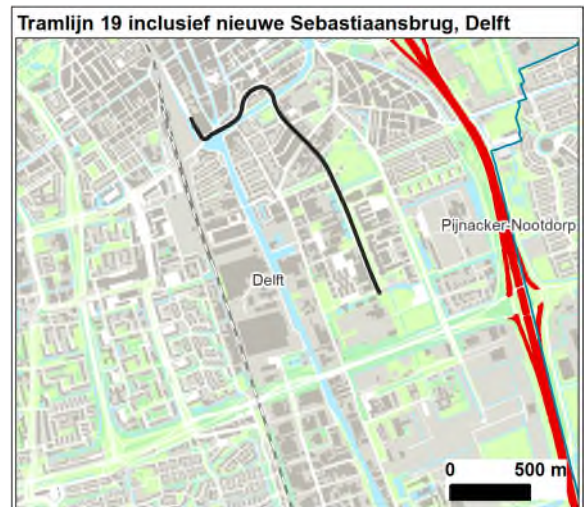 Tramlijn 19 inclusief nieuwe Sebastiaansbrug, Delft
Pijnacker-Nootdorp
Delft
0 500 m